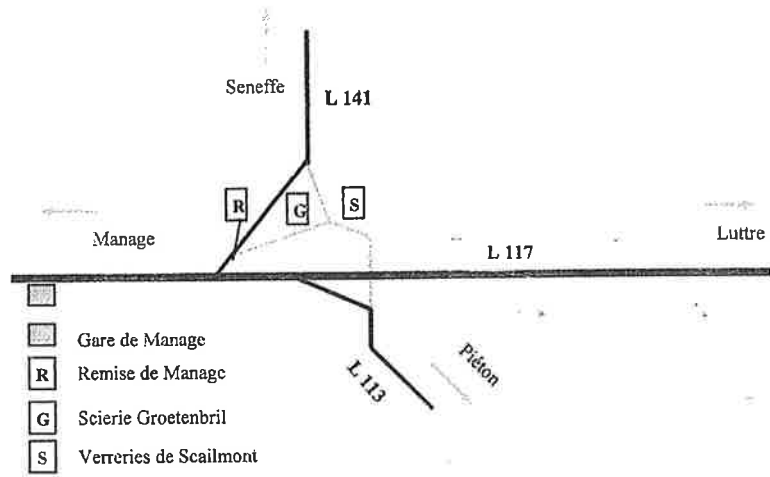 Seneffe
L 141
R
G
S
Manage
Luttre
L 117
Gare de Manage
Piéton
L 113
R Remise de Manage
G Scierie Groetenbril
S Verreries de Scailmont